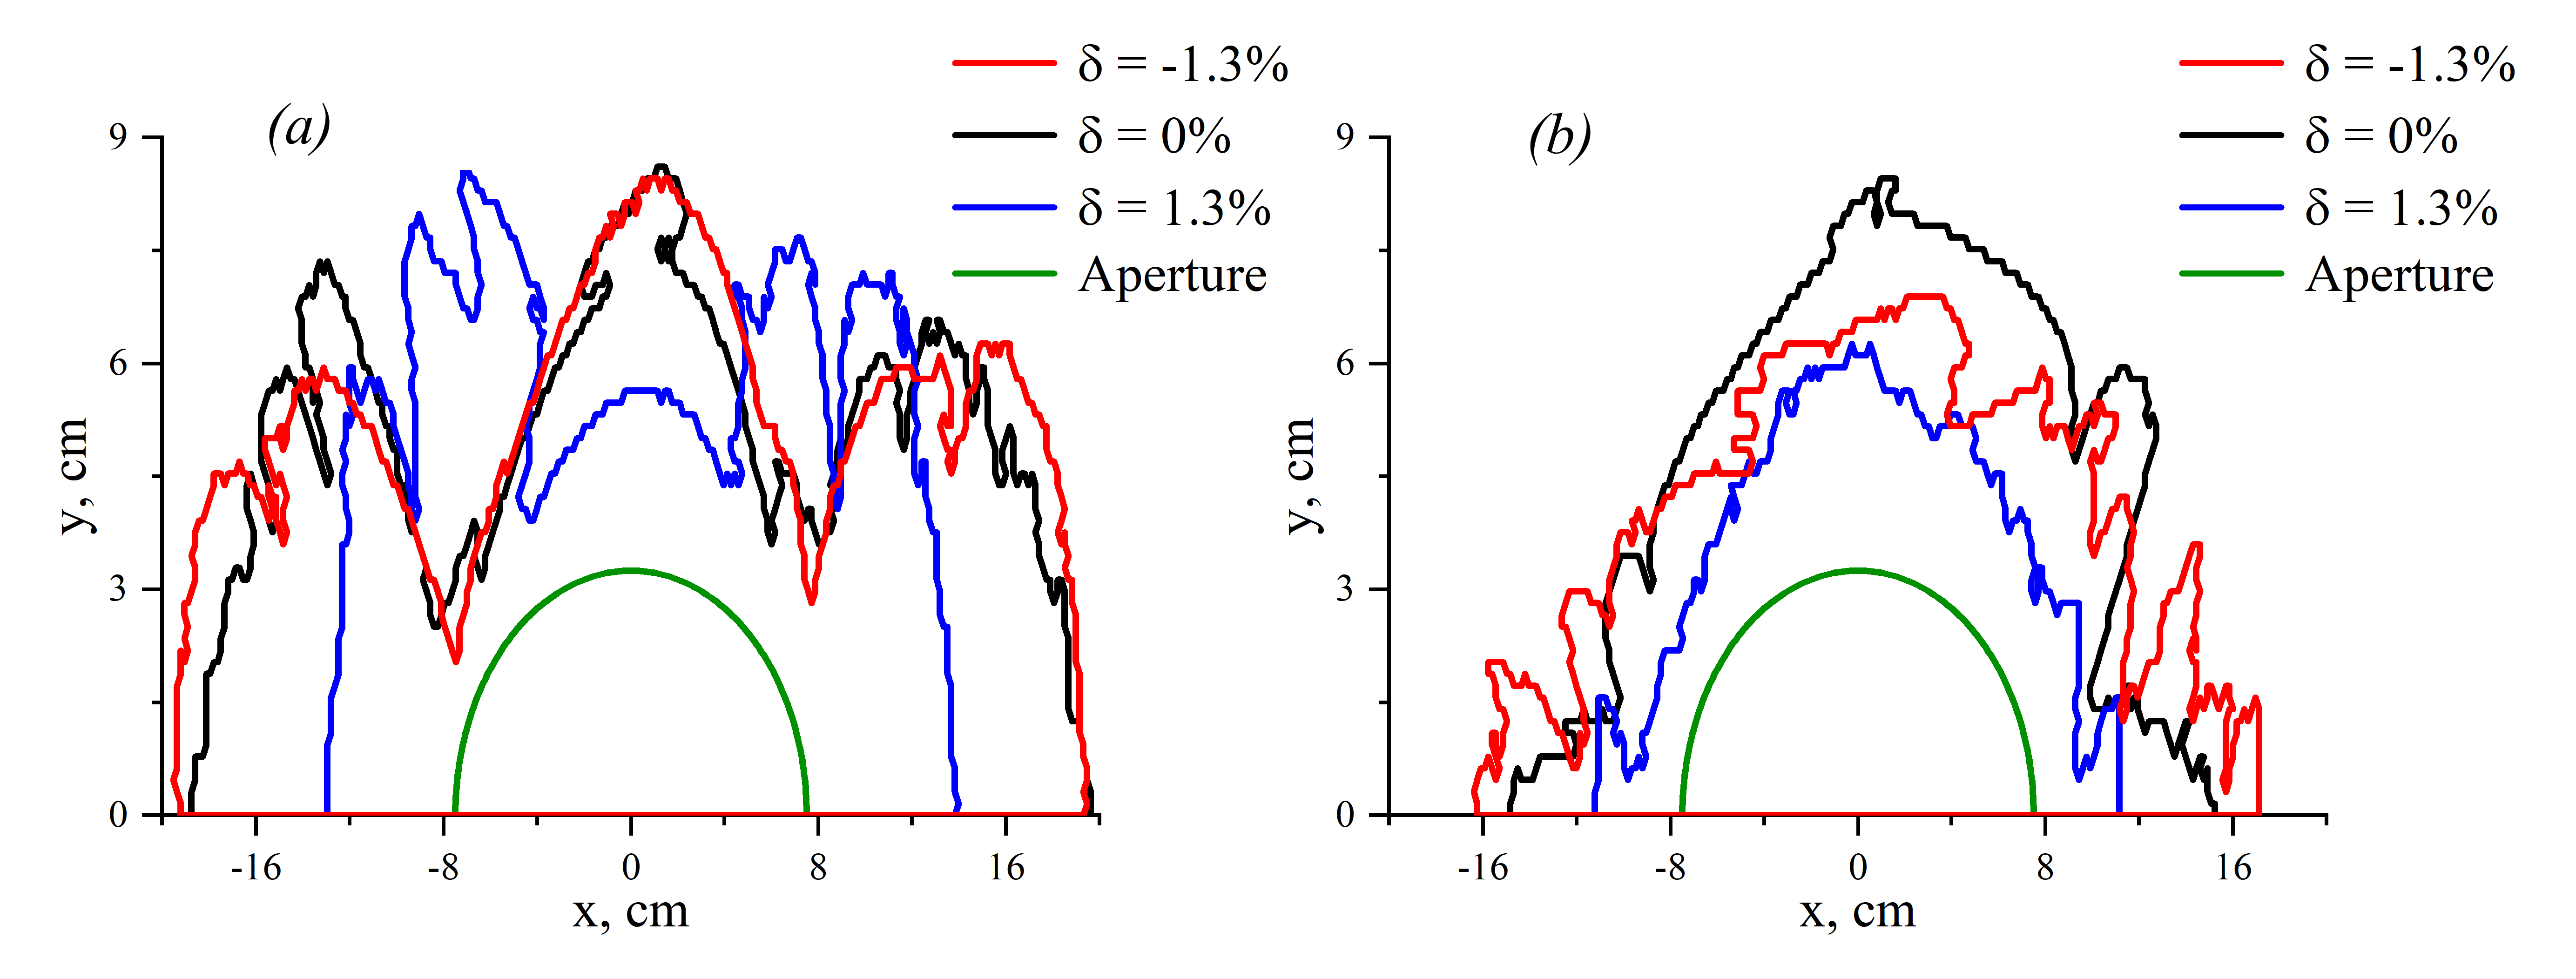 (a)
δ = -1.3%
δ = 0%
δ = 1.3%
Aperture
9
6
3
0
y, cm
-16 -8 0 8 16
x, cm
(b)
δ = -1.3%
δ = 0%
δ = 1.3%
Aperture
9
6
3
0
y, cm
-16 -8 0 8 16
x, cm